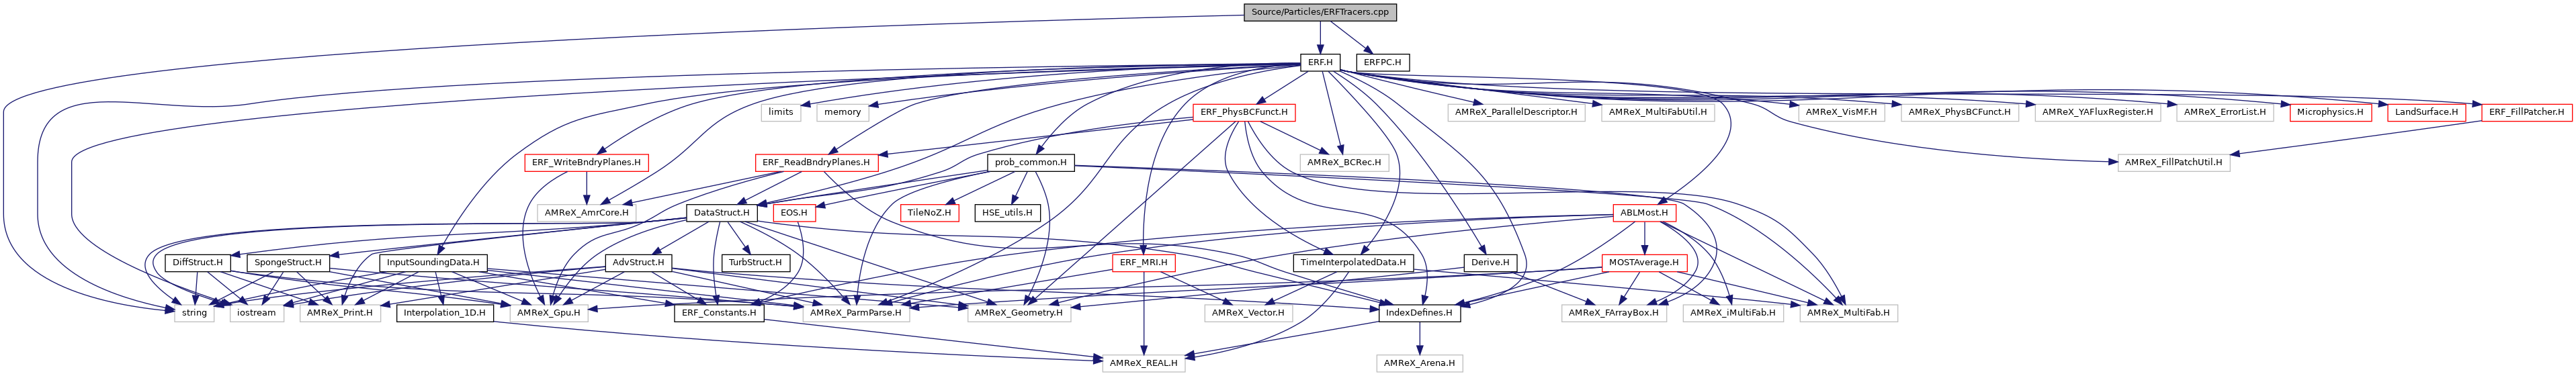 Source/Particles/ERFTracers.cpp
ERF.H
ERFPC.H
limits
memory
ERF_PhysBCFunct.H
AMReX_ParallelDescriptor.H
AMReX_MultiFabUtil.H
AMReX_VisMF.H
AMReX_PhysBCFunct.H
AMReX_YAFluxRegister.H
AMReX_ErrorList.H
Microphysics.H
LandSurface.H
ERF_FillPatcher.H
ERF_WriteBndryPlanes.H
ERF_ReadBndryPlanes.H
prob_common.H
AMReX_BCRec.H
AMReX_FillPatchUtil.H
AMReX_AmrCore.H
DataStruct.H
EOS.H
TileNoZ.H
HSE_utils.H
ABLMost.H
DiffStruct.H
SpongeStruct.H
InputSoundingData.H
AdvStruct.H
TurbStruct.H
ERF_MRI.H
TimeInterpolatedData.H
Derive.H
MOSTAverage.H
string
iostream
AMReX_Print.H
Interpolation_1D.H
AMReX_Gpu.H
ERF_Constants.H
AMReX_ParmParse.H
AMReX_Geometry.H
AMReX_Vector.H
IndexDefines.H
AMReX_FArrayBox.H
AMReX_iMultiFab.H
AMReX_MultiFab.H
AMReX_REAL.H
AMReX_Arena.H